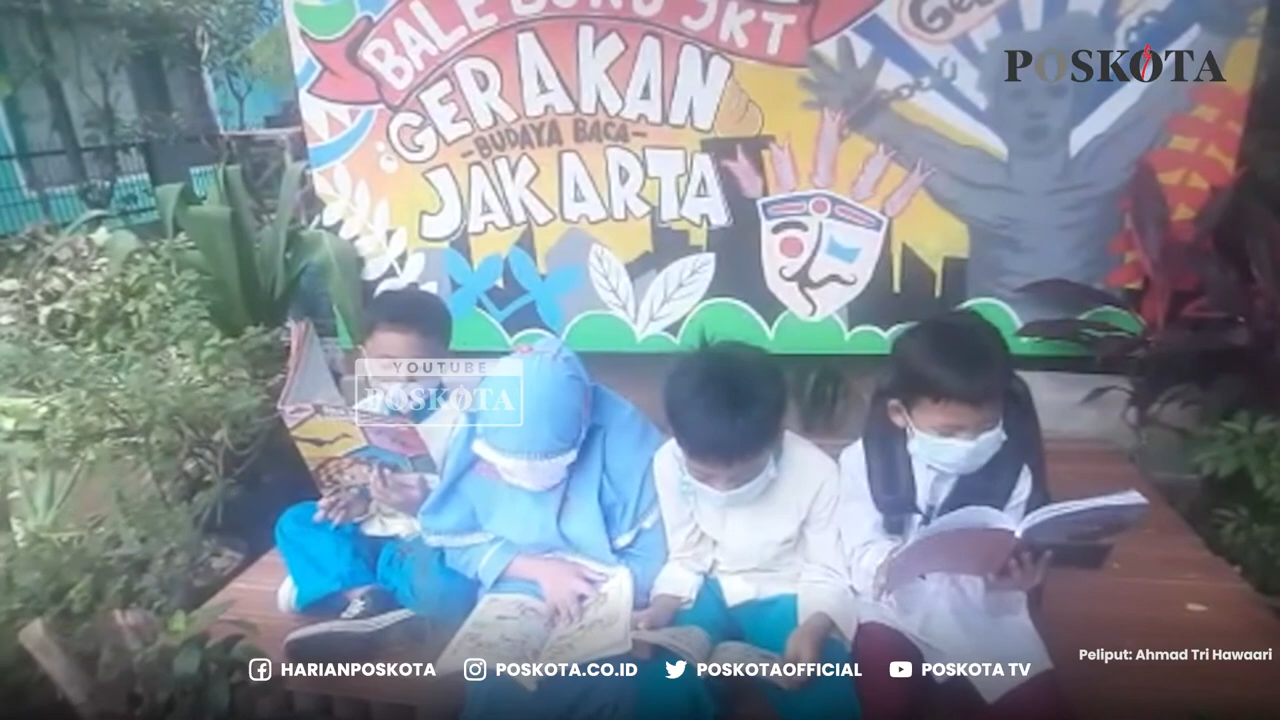 BALE BUKU JKT
GERAKAN
-BUDAYA BACA-
JAKARTA
POSKOTA
YOUTUBE
POSKOTA
Peliput: Ahmad Tri Hawaari
HARIANPOSKOTA
POSKOTA.CO.ID
POSKOTAOFFICIAL
POSKOTA TV